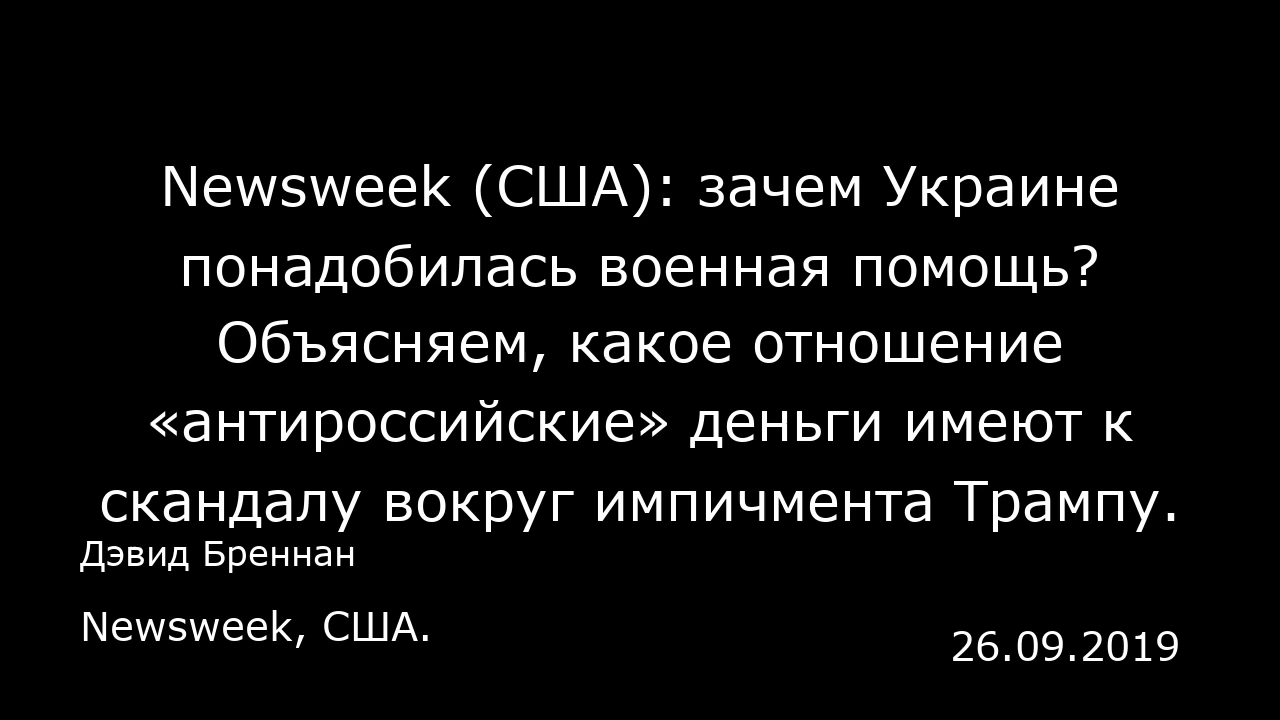 Newsweek (США): зачем Украине
понадобилась военная помощь?
Объясняем, какое отношение
«антироссийские» деньги имеют к
скандалу вокруг импичмента Трампу.
Дэвид Бреннан
Newsweek, США.
26.09.2019